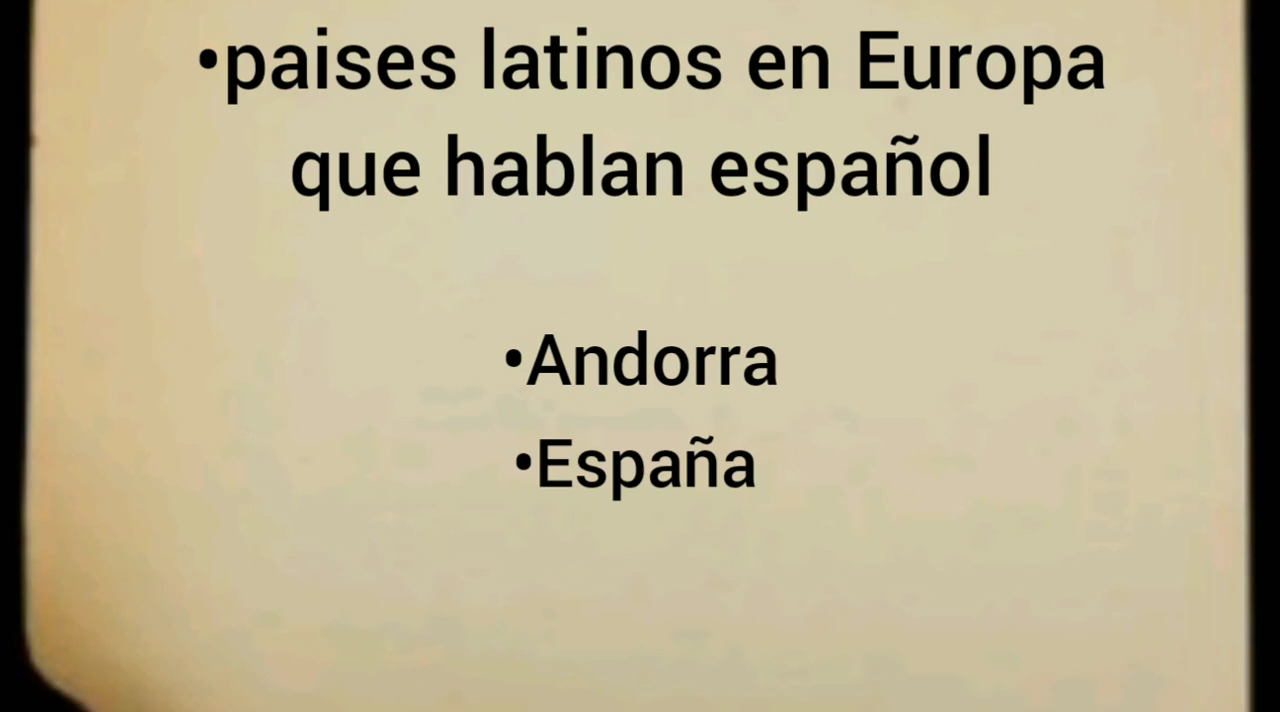 •paises latinos en Europa
que hablan español
•Andorra
•España